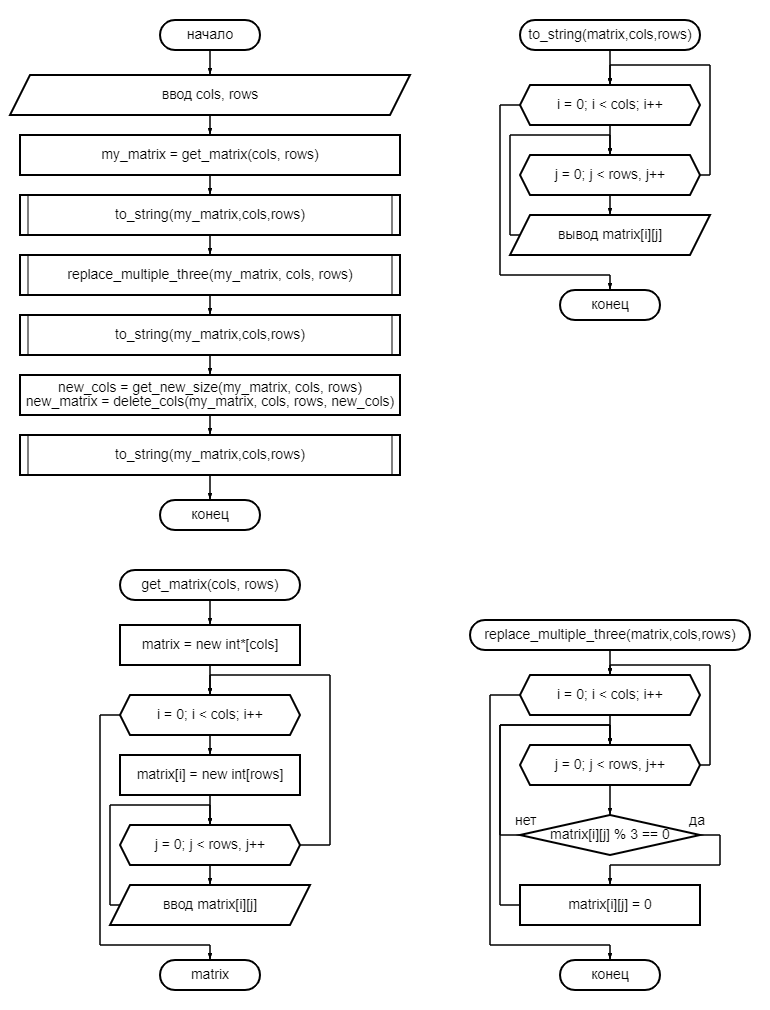 начало
ввод cols, rows
my_matrix = get_matrix(cols, rows)
to_string(my_matrix,cols,rows)
replace_multiple_three(my_matrix, cols, rows)
to_string(my_matrix,cols,rows)
new_cols = get_new_size(my_matrix, cols, rows)
new_matrix = delete_cols(my_matrix, cols, rows, new_cols)
to_string(my_matrix,cols,rows)
конец
to_string(matrix,cols,rows)
i = 0; i < cols; i++
j = 0; j < rows, j++
вывод matrix[i][j]
конец
get_matrix(cols, rows)
matrix = new int*[cols]
i = 0; i < cols; i++
matrix[i] = new int[rows]
j = 0; j < rows, j++
ввод matrix[i][j]
matrix
replace_multiple_three(matrix,cols,rows)
i = 0; i < cols; i++
j = 0; j < rows, j++
нет
да
matrix[i][j] % 3 == 0
matrix[i][j] = 0
конец